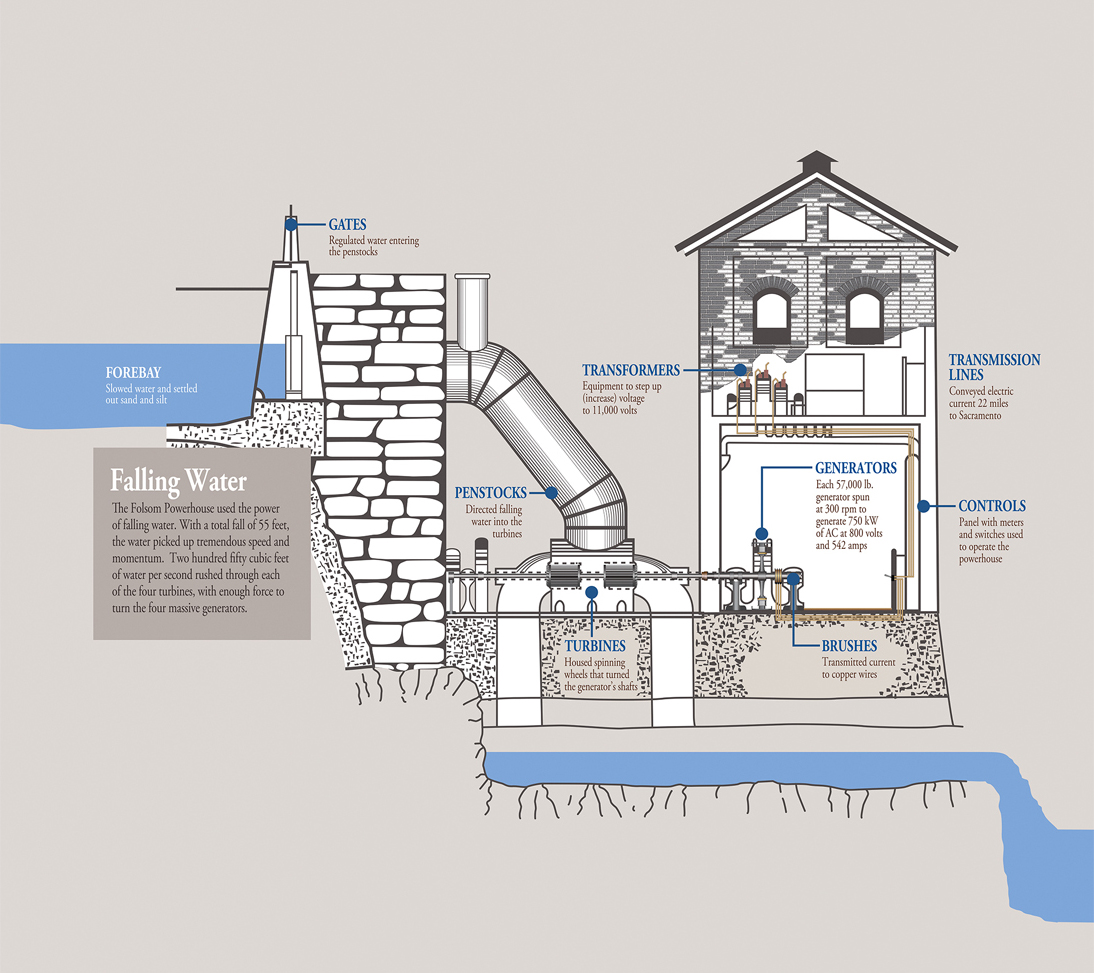 GATES
Regulated water entering
the penstocks
FOREBAY
Slowed water and settled
out sand and silt
Falling Water
The Folsom Powerhouse used the power
of falling water. With a total fall of 55 feet,
the water picked up tremendous speed and
momentum. Two hundred fifty cubic feet
of water per second rushed through each
of the four turbines, with enough force to
turn the four massive generators.
PENSTOCKS
Directed falling
water into the
turbines
TURBINES
Housed spinning
wheels that turned
the generator's shafts
TRANSFORMERS
Equipment to step up
(increase) voltage
to 11,000 volts
GENERATORS
Each 57,000 lb.
generator spun
at 300 rpm to
generate 750 kW
of AC at 800 volts
and 542 amps
BRUSHES
Transmitted current
to copper wires
TRANSMISSION
LINES
Conveyed electric
current 22 miles
to Sacramento
CONTROLS
Panel with meters
and switches used
to operate the
powerhouse